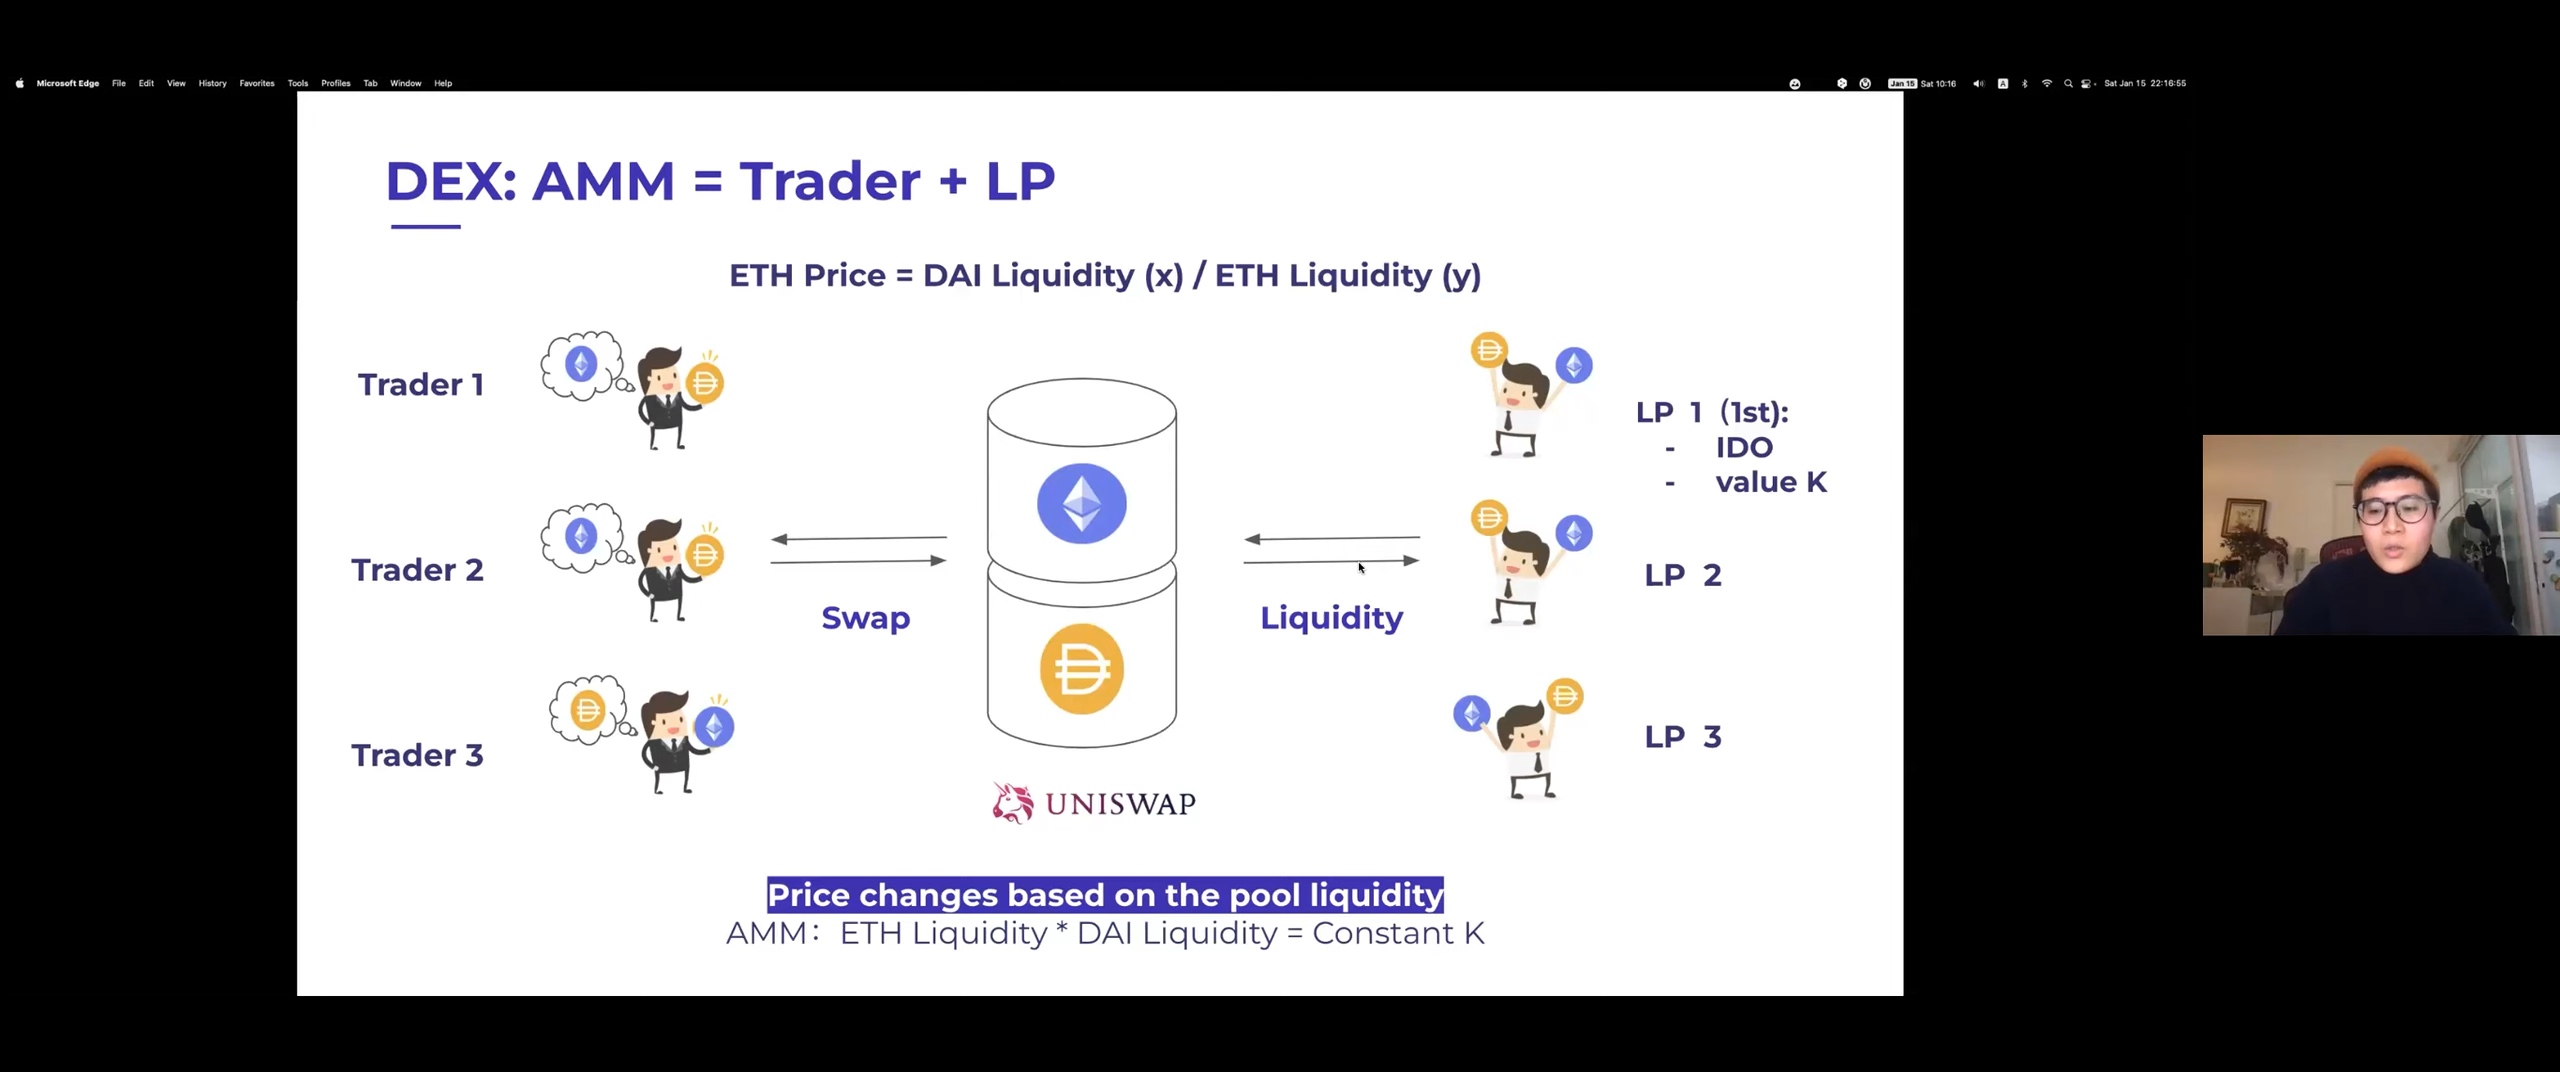 Microsoft Edge File Edit View History Favorites Tools Profiles Tab Window Help
Jan 15 Sat 10:16 A Sat Jan 15 22:16:55
DEX: AMM = Trader + LP
ETH Price = DAI Liquidity (x) / ETH Liquidity (y)
Trader 1
LP 1 (1st):
- IDO
- value K
Trader 2
LP 2
Swap
Liquidity
Trader 3
LP 3
UNISWAP
Price changes based on the pool liquidity
AMM：ETH Liquidity * DAI Liquidity = Constant K